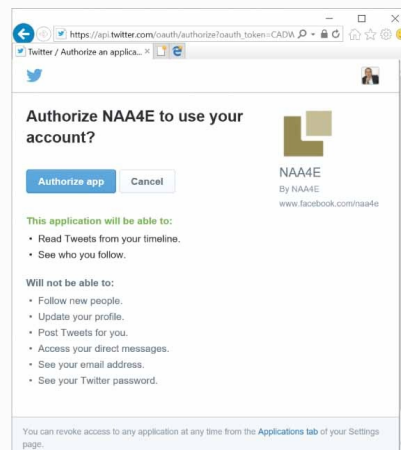 https://api.twitter.com/oauth/authorize?oauth_token=CADW
Twitter / Authorize an applica...
Authorize NAA4E to use your
account?
Authorize app
Cancel
NAA4E
By NAA4E
www.facebook.com/naa4e
This application will be able to:
• Read Tweets from your timeline.
• See who you follow.
Will not be able to:
• Follow new people.
• Update your profile.
• Post Tweets for you.
• Access your direct messages.
• See your email address.
• See your Twitter password.
You can revoke access to any application at any time from the Applications tab of your Settings
page.